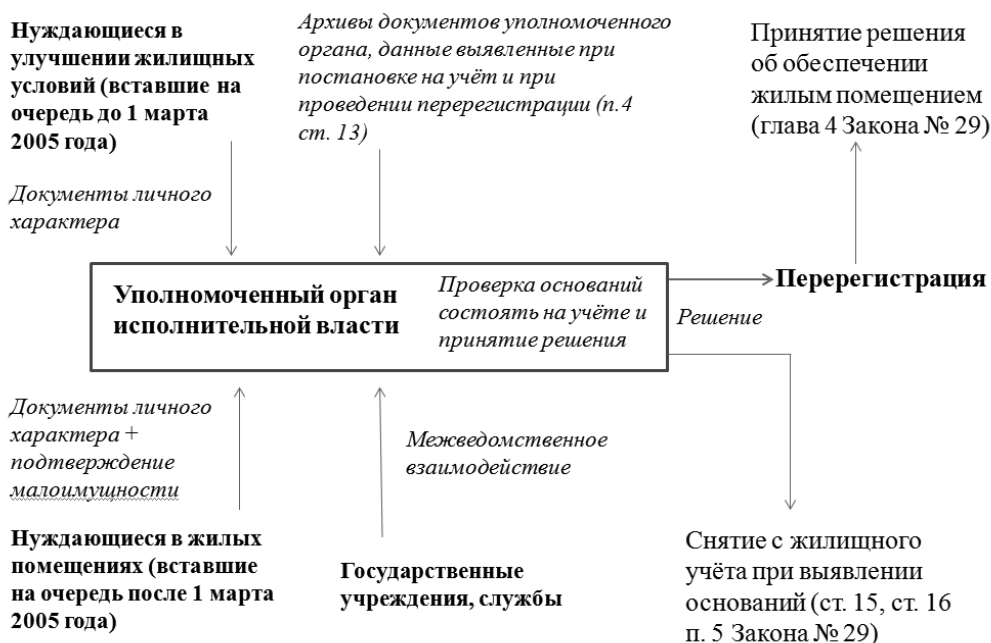 Нуждающиеся в
улучшении жилищных
условий (вставшие на
очередь до 1 марта
2005 года)
Архивы документов уполномоченного
органа, данные выявленные при
постановке на учёт и при
проведении перерегистрации (п.4
ст. 13)
Принятие решения
об обеспечении
жилым помещением
(глава 4 Закона № 29)
Документы личного
характера
Уполномоченный орган
исполнительной власти
Проверка оснований
состоять на учёте и
принятие решения
Перерегистрация
Решение
Документы личного
характера +
подтверждение
малоимущности
Межведомственное
взаимодействие
Нуждающиеся в жилых
помещениях (вставшие
на очередь после 1 марта
2005 года)
Государственные
учреждения, службы
Снятие с жилищного
учёта при выявлении
оснований (ст. 15, ст. 16
п. 5 Закона № 29)